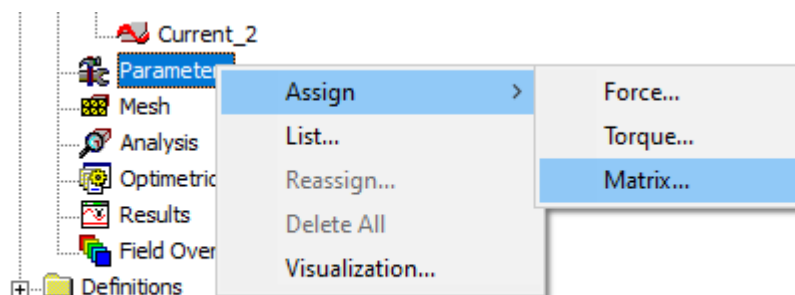 Current_2
Parameter
Mesh
Analysis
Optimetric
Results
Field Over
Definitions
Assign
List...
Reassign...
Delete All
Visualization...
Force...
Torque...
Matrix...